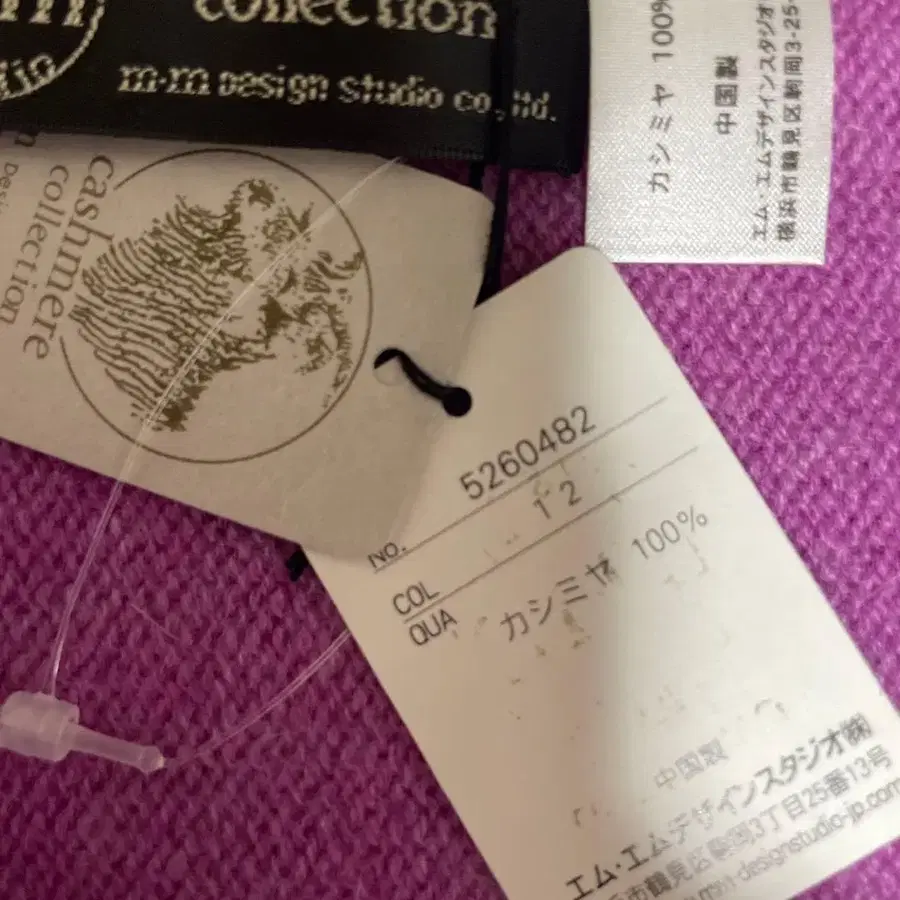 collection
m·m Design Studio co.,ltd.
カシミヤ 100%
中国製
エム・エムデザインスタジオ
横浜市鶴見区駒岡3-25-
cashmere
collection
NO. 5260482
COL 12
QUA カシミヤ 100%
中国製
エム・エムデザインスタジオ㈱
市鶴見区駒岡3丁目25番13号
m-designstudio-jp.com